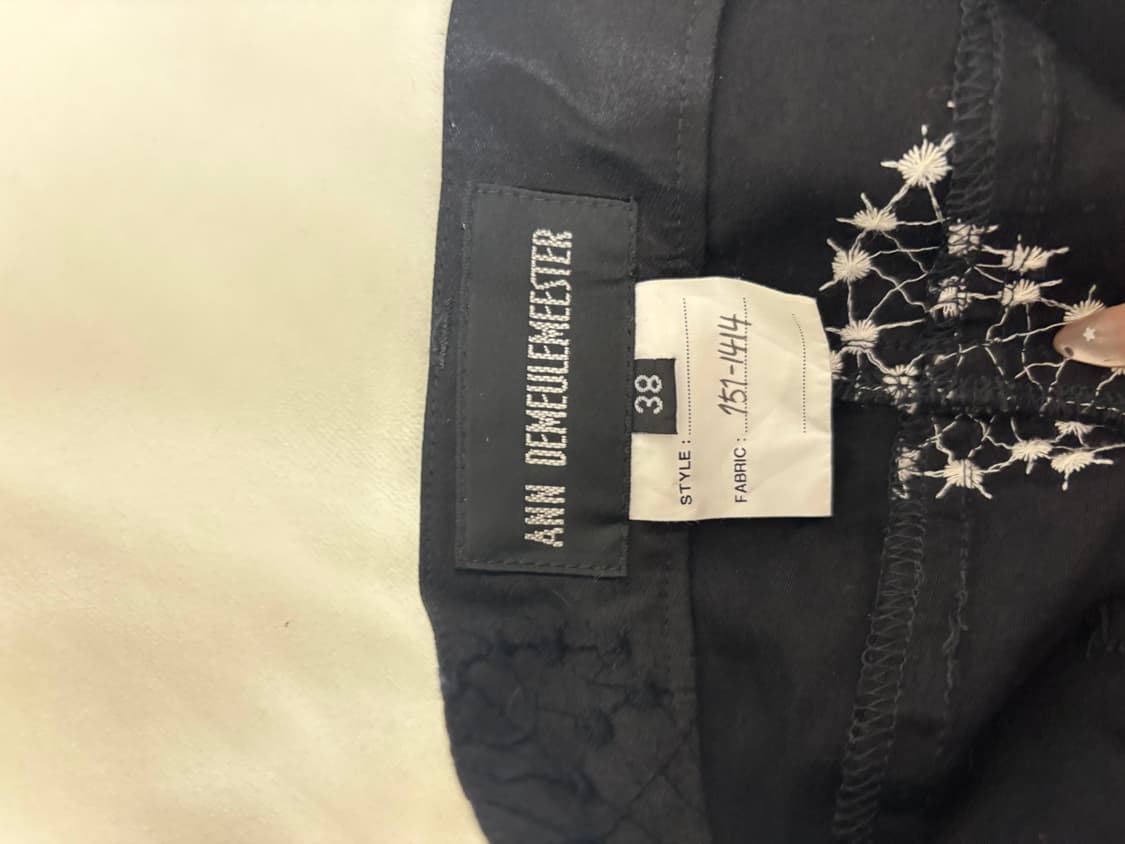 ANN DEMEULEMEESTER
38
STYLE :
FABRIC : 151-1414